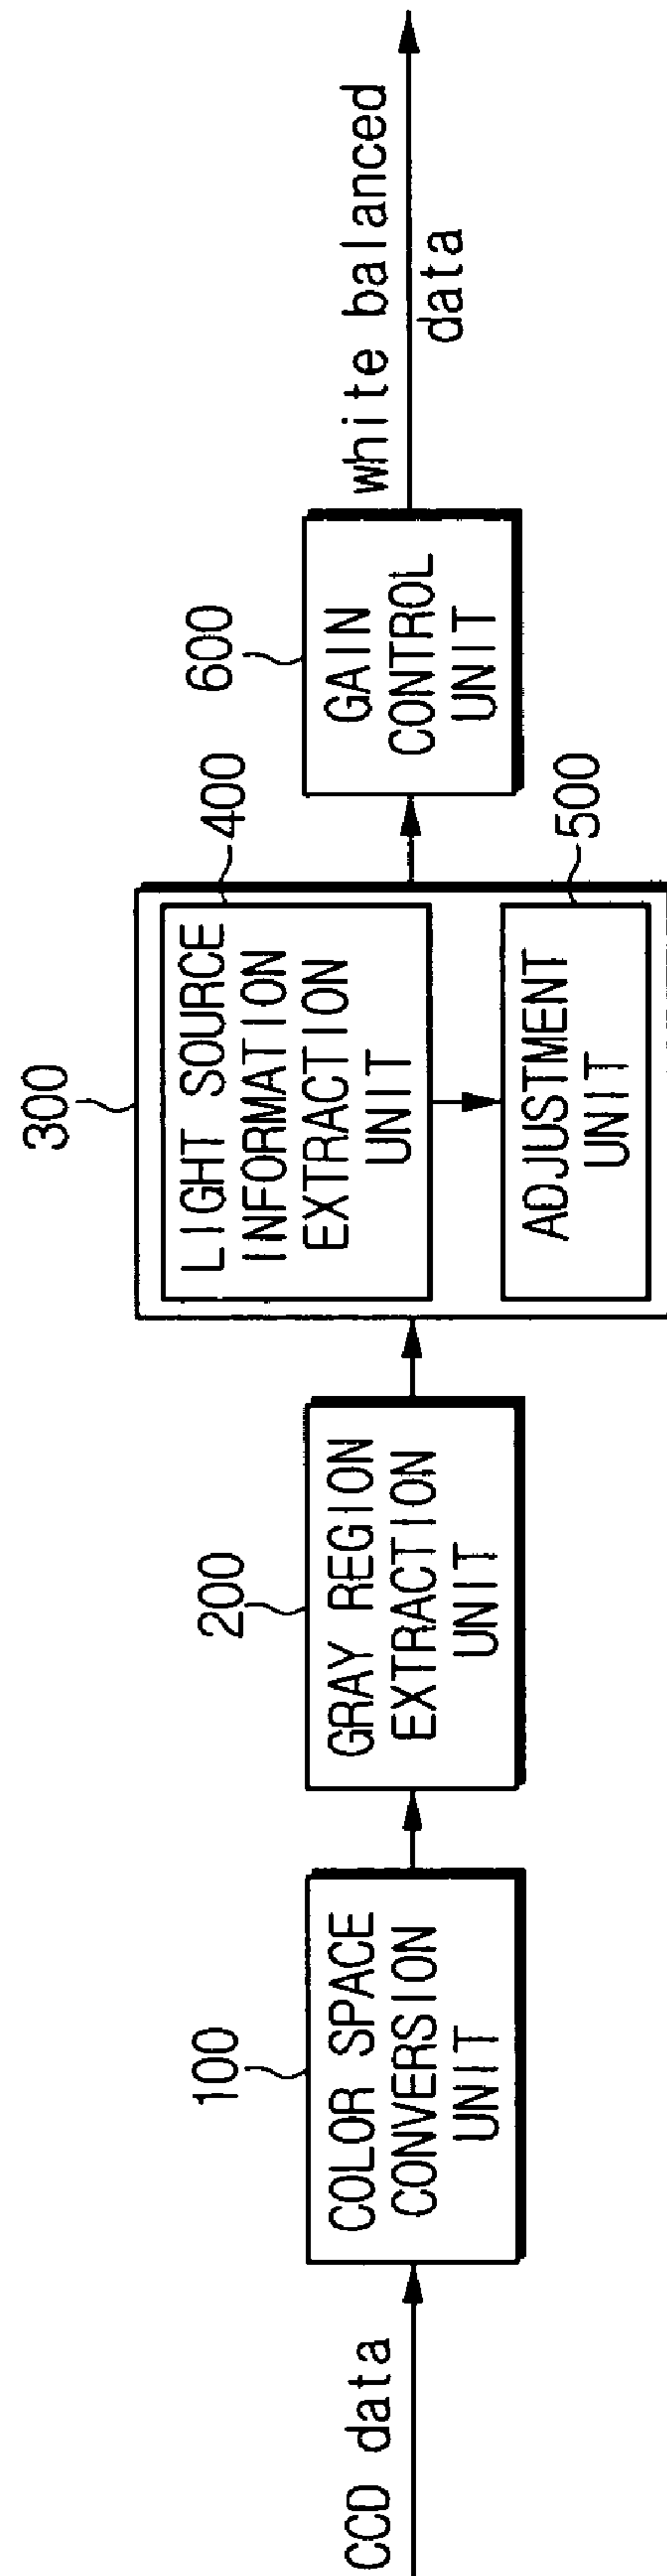 CCD data
100
COLOR SPACE
CONVERSION
UNIT
200
GRAY REGION
EXTRACTION
UNIT
300
LIGHT SOURCE
INFORMATION
EXTRACTION
UNIT
400
ADJUSTMENT
UNIT
500
600
GAIN
CONTROL
UNIT
white balanced
data